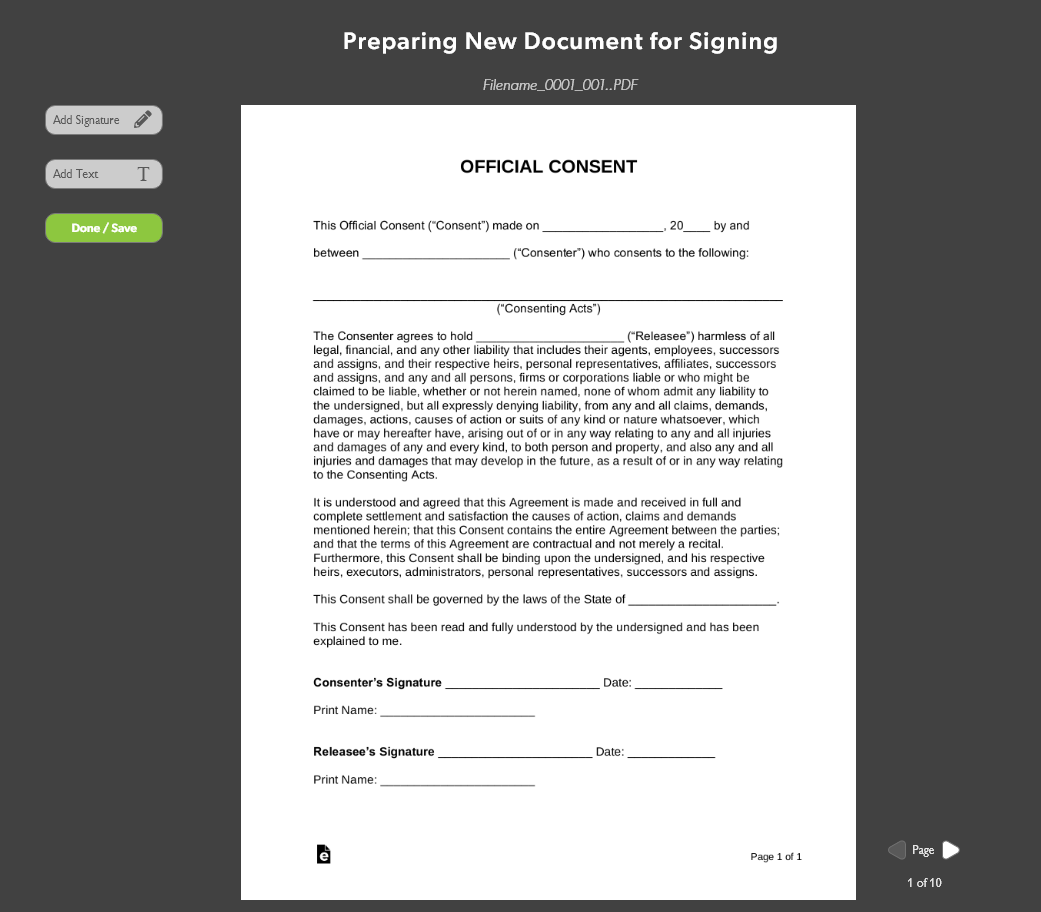 Preparing New Document for Signing
Filename_0001_001..PDF
Add Signature
Add Text T
Done / Save
OFFICIAL CONSENT
This Official Consent (“Consent”) made on __________________, 20____ by and
between ______________________ (“Consenter”) who consents to the following:
______________________________________________________________________
(“Consenting Acts”)
The Consenter agrees to hold ______________________ (“Releasee”) harmless of all
legal, financial, and any other liability that includes their agents, employees, successors
and assigns, and their respective heirs, personal representatives, affiliates, successors
and assigns, and any and all persons, firms or corporations liable or who might be
claimed to be liable, whether or not herein named, none of whom admit any liability to
the undersigned, but all expressly denying liability, from any and all claims, demands,
damages, actions, causes of action or suits of any kind or nature whatsoever, which
have or may hereafter have, arising out of or in any way relating to any and all injuries
and damages of any and every kind, to both person and property, and also any and all
injuries and damages that may develop in the future, as a result of or in any way relating
to the Consenting Acts.
It is understood and agreed that this Agreement is made and received in full and
complete settlement and satisfaction the causes of action, claims and demands
mentioned herein; that this Consent contains the entire Agreement between the parties;
and that the terms of this Agreement are contractual and not merely a recital.
Furthermore, this Consent shall be binding upon the undersigned, and his respective
heirs, executors, administrators, personal representatives, successors and assigns.
This Consent shall be governed by the laws of the State of ______________________.
This Consent has been read and fully understood by the undersigned and has been
explained to me.
Consenter’s Signature _______________________ Date: _____________
Print Name: _______________________
Releasee’s Signature _______________________ Date: _____________
Print Name: _______________________
e
Page 1 of 1
Page
1 of 10